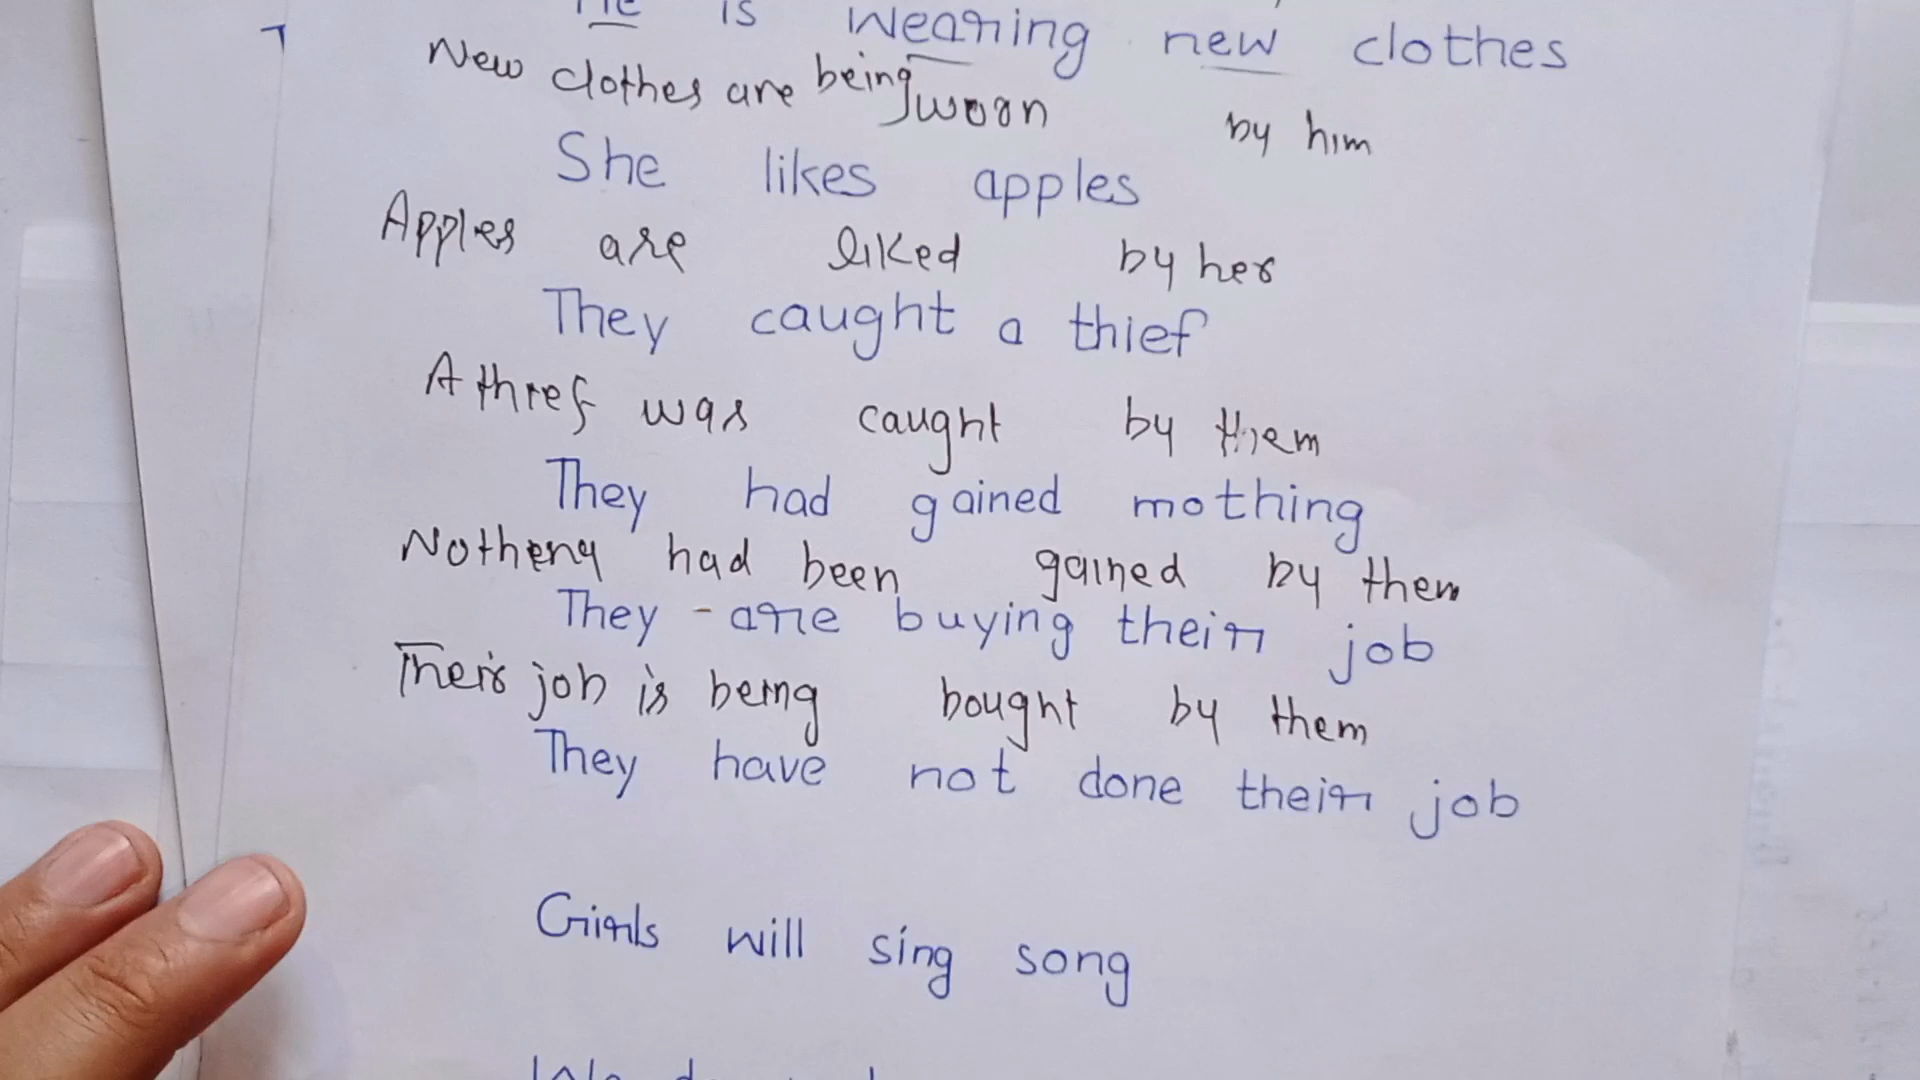 He is wearing new clothes
New clothes are being worn by him
She likes apples
Apples are liked by her
They caught a thief
A thief was caught by them
They had gained mothing
Notheng had been gained by them
They are buying their job
Their job is being bought by them
They have not done their job
Girls will sing song